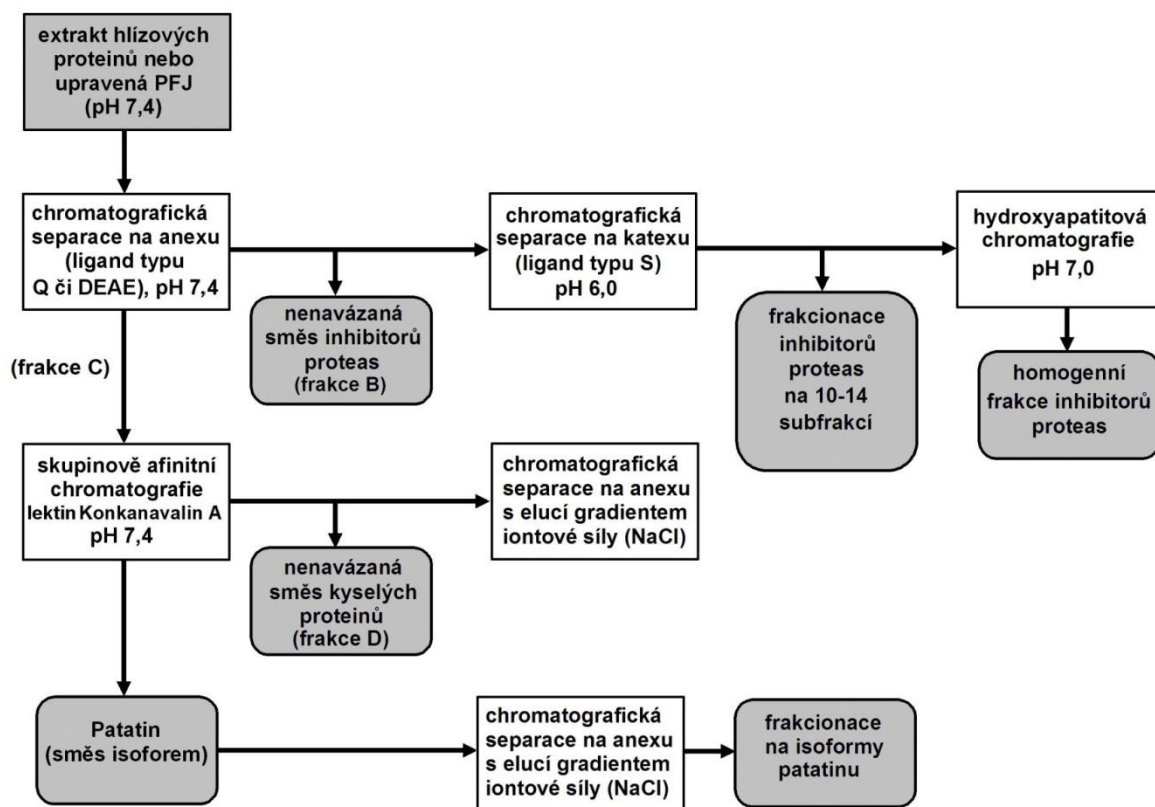 extrakt hlízových
proteinů nebo
upravená PFJ
(pH 7,4)
chromatografická
separace na anexu
(ligand typu
Q či DEAE), pH 7,4
chromatografická
separace na katexu
(ligand typu S)
pH 6,0
hydroxyapatitová
chromatografie
pH 7,0
nenavázaná
směs inhibitorů
proteas
(frakce B)
frakcionace
inhibitorů
proteas
na 10-14
subfrakcí
homogenní
frakce inhibitorů
proteas
(frakce C)
skupinově afinitní
chromatografie
lektin Konkanavalin A
pH 7,4
chromatografická
separace na anexu
s elucí gradientem
iontové síly (NaCl)
nenavázaná
směs kyselých
proteinů
(frakce D)
Patatin
(směs isoforem)
chromatografická
separace na anexu
s elucí gradientem
iontové síly (NaCl)
frakcionace
na isoformy
patatinu